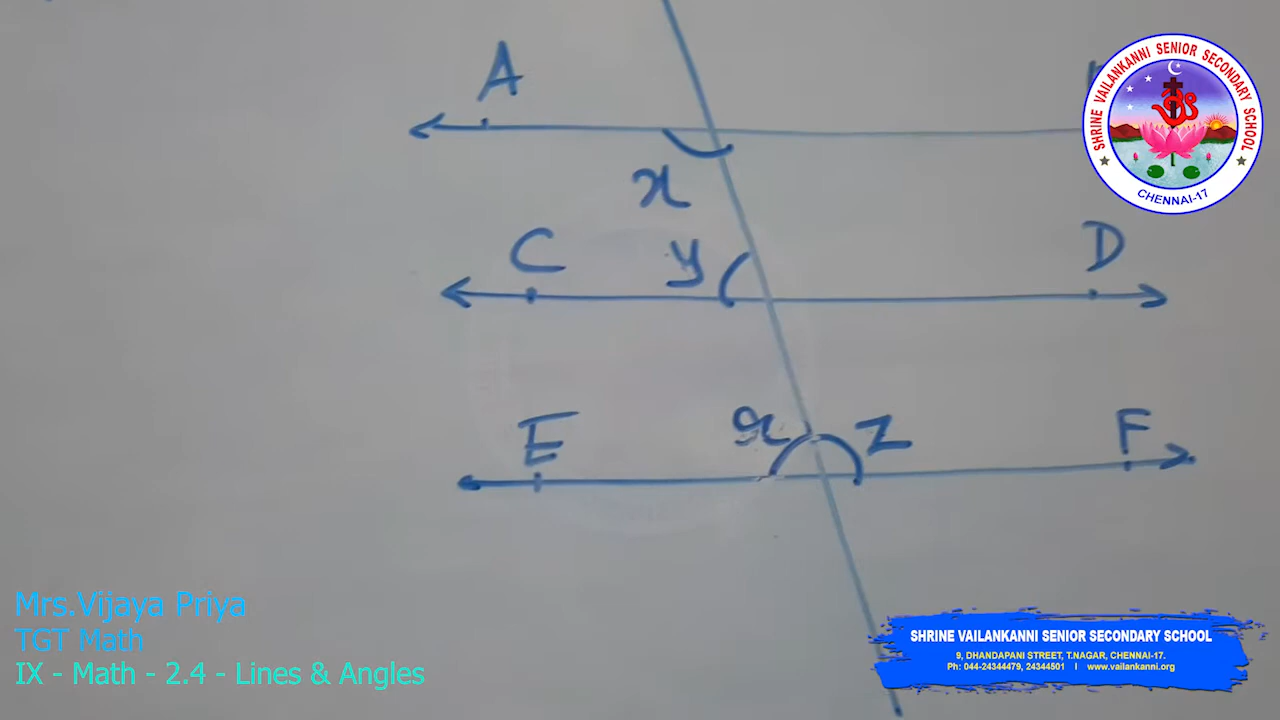 A
x
C
y
D
E
r
z
F
SHRINE VAILANKANNI SENIOR SECONDARY SCHOOL
CHENNAI-17
Mrs.Vijaya Priya
TGT Math
IX - Math - 2.4 - Lines & Angles
SHRINE VAILANKANNI SENIOR SECONDARY SCHOOL
9, DHANDAPANI STREET, T.NAGAR, CHENNAI-17.
Ph: 044-24344479, 24344501 I www.vailankanni.org